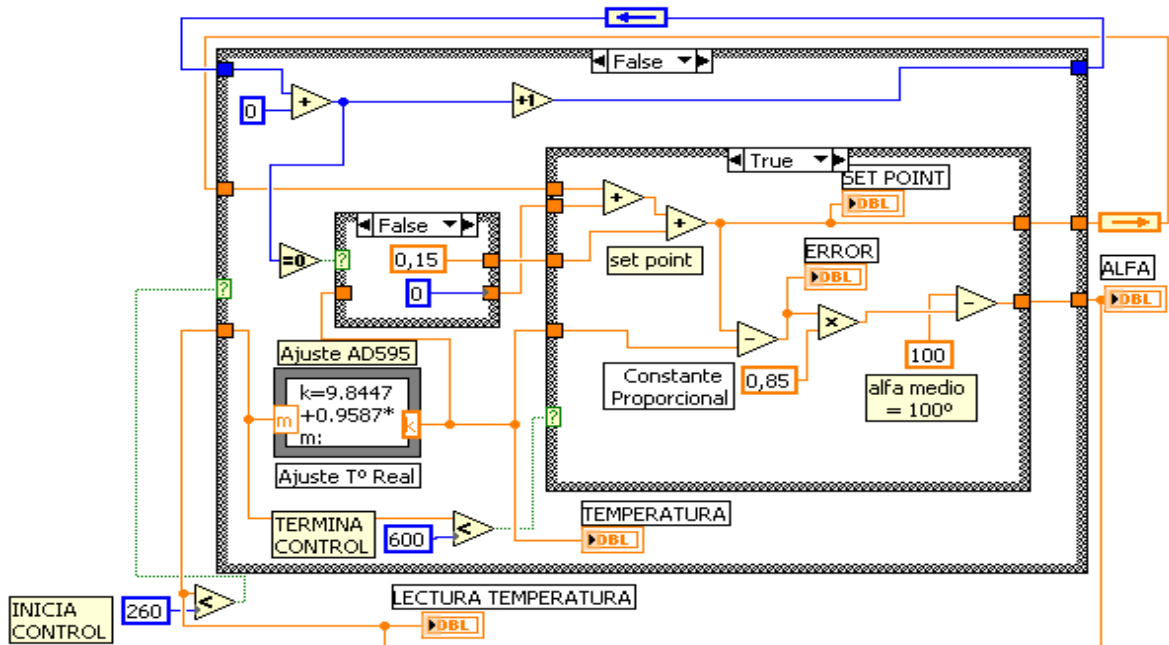 False
+
+1
0
True
SET POINT
DBL
+
+
False
=0
?
0,15
set point
ERROR
DBL
ALFA
DBL
?
0
-
×
-
100
Ajuste AD595
k=9.8447
+0.9587*
m:
m
k
Constante
Proporcional
0,85
alfa medio
= 100º
?
Ajuste Tº Real
TERMINA
CONTROL
600
<
TEMPERATURA
DBL
INICIA
CONTROL
260
<
LECTURA TEMPERATURA
DBL